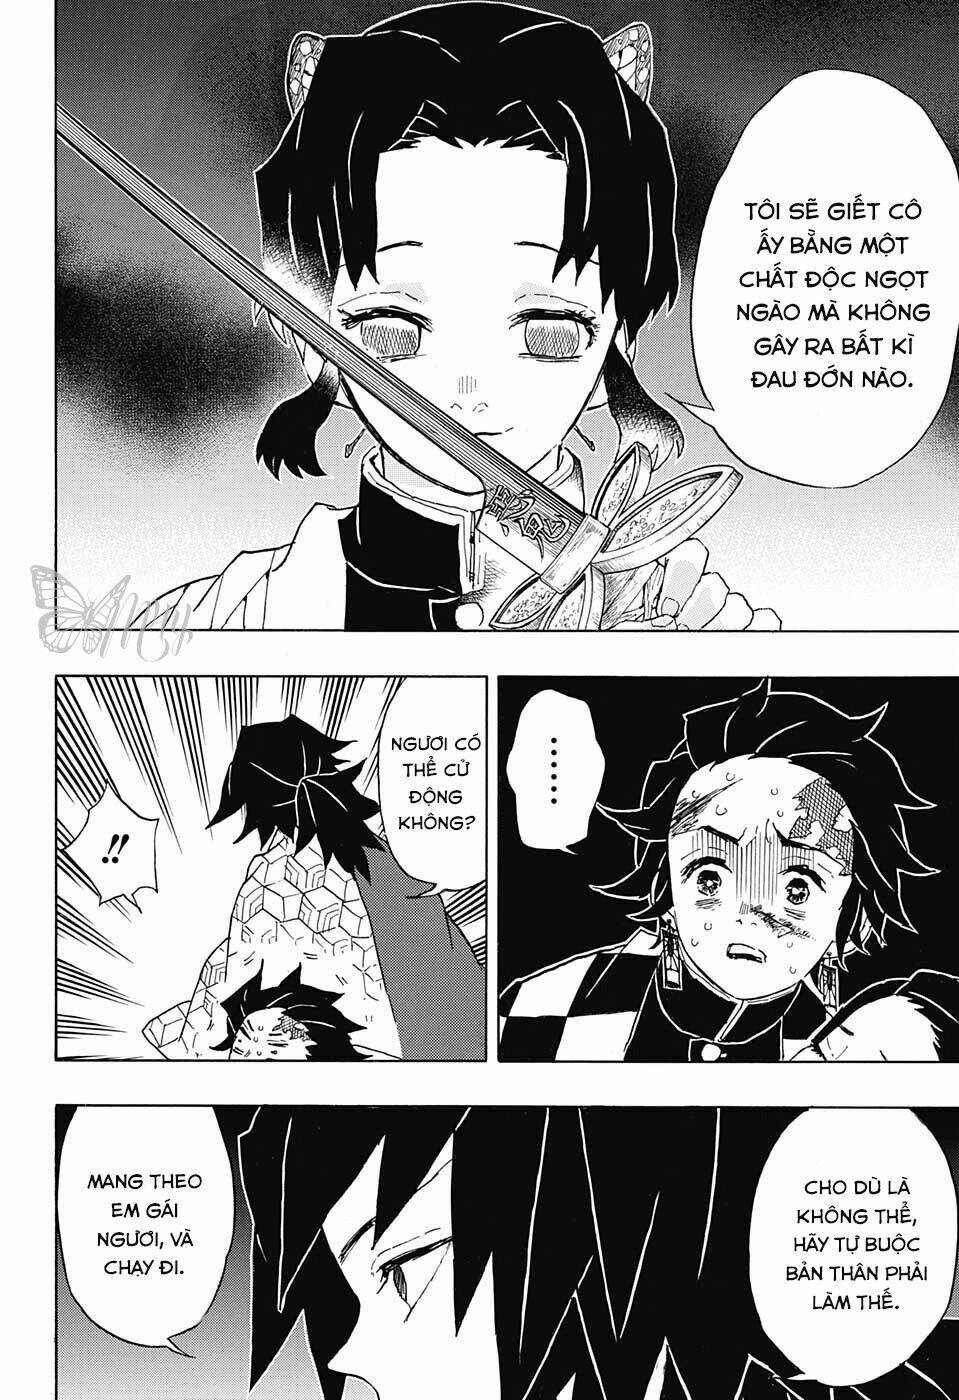 TÔI SẼ GIẾT CÔ
ẤY BẰNG MỘT
CHẤT ĐỘC NGỌT
NGÀO MÀ KHÔNG
GÂY RA BẤT KÌ
ĐAU ĐỚN NÀO.
......
NGƯƠI CÓ
THỂ CỬ
ĐỘNG
KHÔNG?
!!
CHO DÙ LÀ
KHÔNG THỂ,
HÃY TỰ BUỘC
BẢN THÂN PHẢI
LÀM THẾ.
MANG THEO
EM GÁI
NGƯƠI, VÀ
CHẠY ĐI.